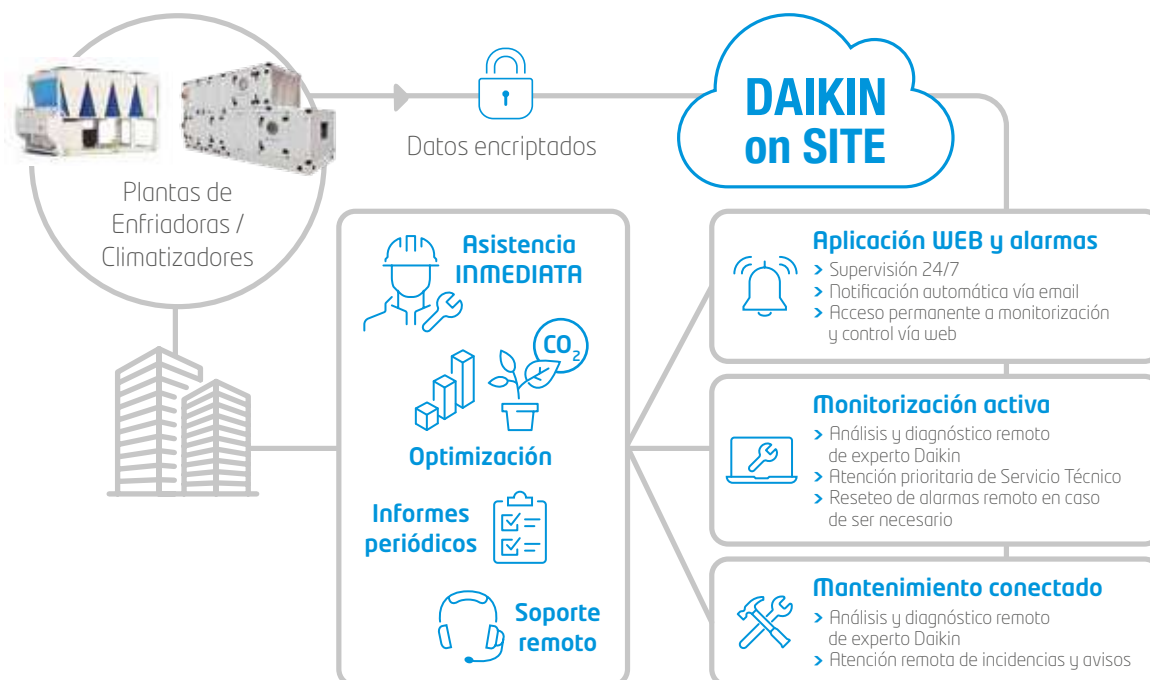 DAIKIN
on SITE
Datos encriptados
Plantas de
Enfriadoras /
Climatizadores
Asistencia
INMEDIATA
CO2
Optimización
Informes
periódicos
Soporte
remoto
Aplicación WEB y alarmas
> Supervisión 24/7
> Notificación automática vía email
> Acceso permanente a monitorización
y control vía web
Monitorización activa
> Análisis y diagnóstico remoto
de experto Daikin
> Atención prioritaria de Servicio Técnico
> Reseteo de alarmas remoto en caso
de ser necesario
Mantenimiento conectado
> Análisis y diagnóstico remoto
de experto Daikin
> Atención remota de incidencias y avisos